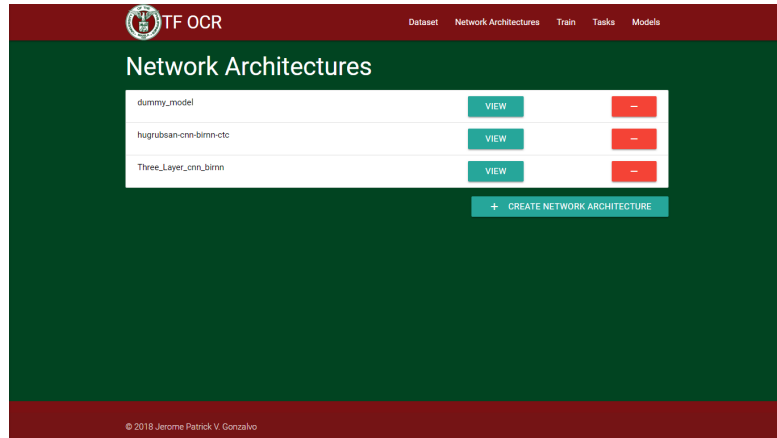 TF OCR
Dataset Network Architectures Train Tasks Models
Network Architectures
dummy_model VIEW
hugrubsan-cnn-birnn-ctc VIEW
Three_Layer_cnn_birnn VIEW
+ CREATE NETWORK ARCHITECTURE
© 2018 Jerome Patrick V. Gonzalvo